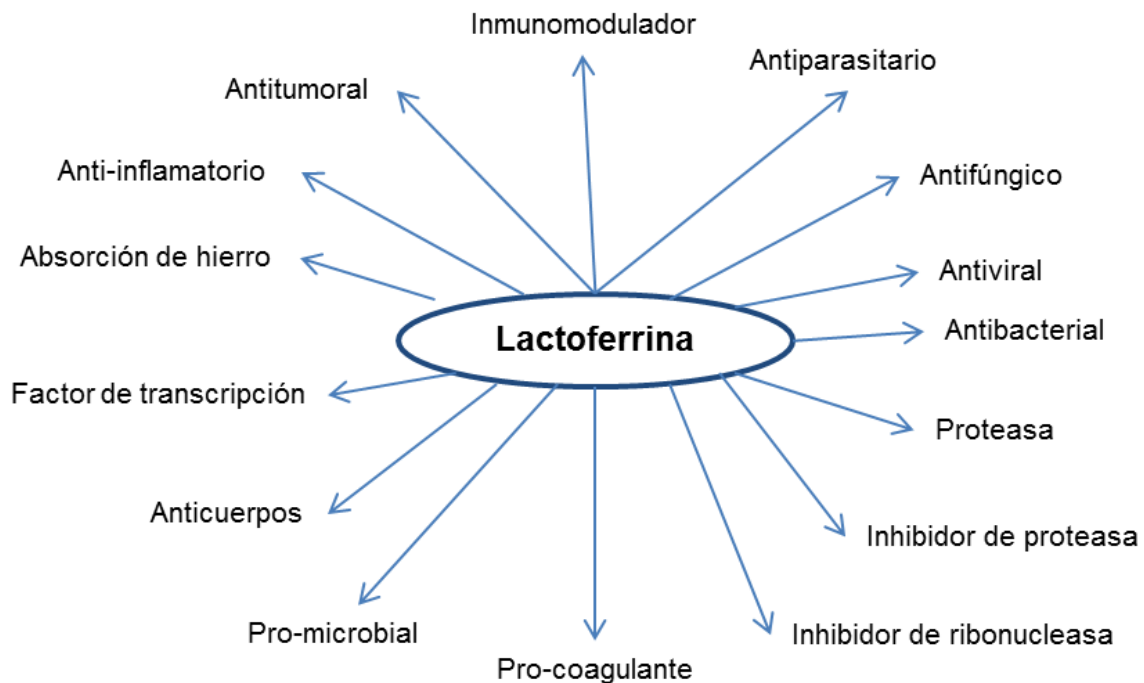 Inmunomodulador
Antiparasitario
Antitumoral
Anti-inflamatorio
Antifúngico
Absorción de hierro
Antiviral
Antibacterial
Lactoferrina
Factor de transcripción
Proteasa
Anticuerpos
Inhibidor de proteasa
Pro-microbial
Inhibidor de ribonucleasa
Pro-coagulante